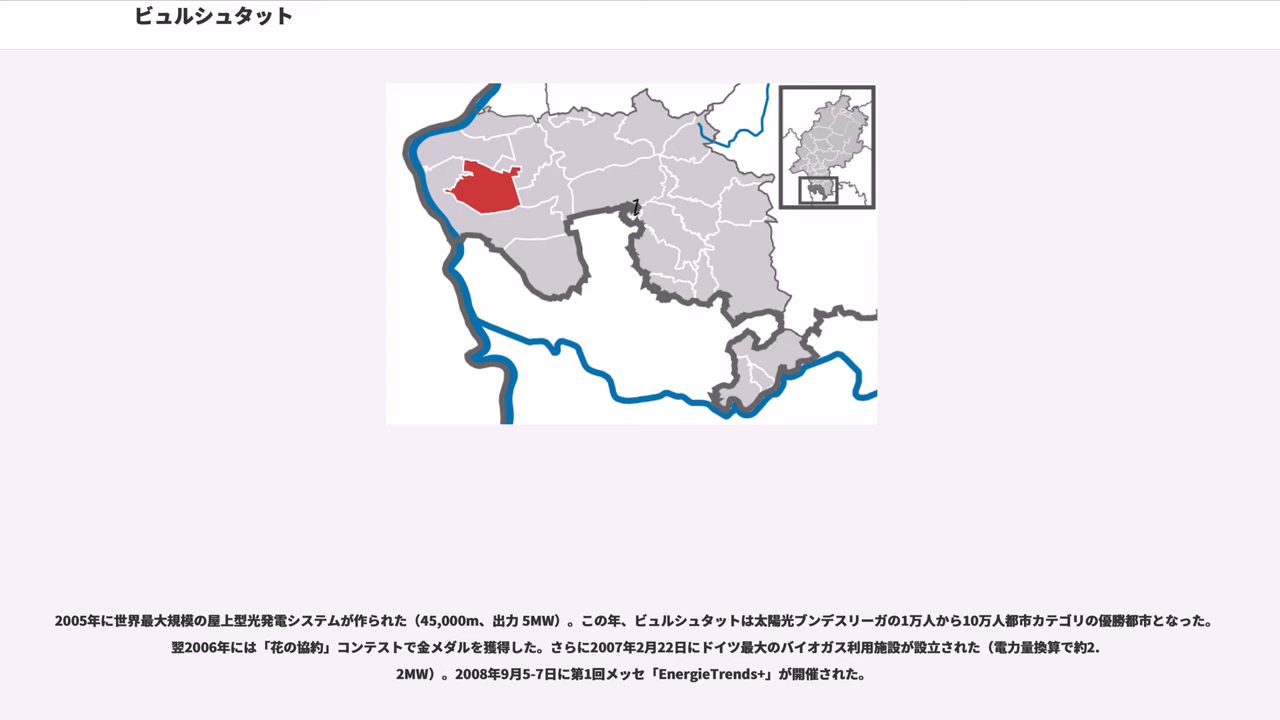 ビュルシュタット
2005年に世界最大規模の屋上型光発電システムが作られた（45,000m、出力 5MW）。この年、ビュルシュタットは太陽光ブンデスリーガの1万人から10万人都市カテゴリの優勝都市となった。
翌2006年には「花の協約」コンテストで金メダルを獲得した。さらに2007年2月22日にドイツ最大のバイオガス利用施設が設立された（電力量換算で約2.
2MW）。2008年9月5-7日に第1回メッセ「EnergieTrends+」が開催された。